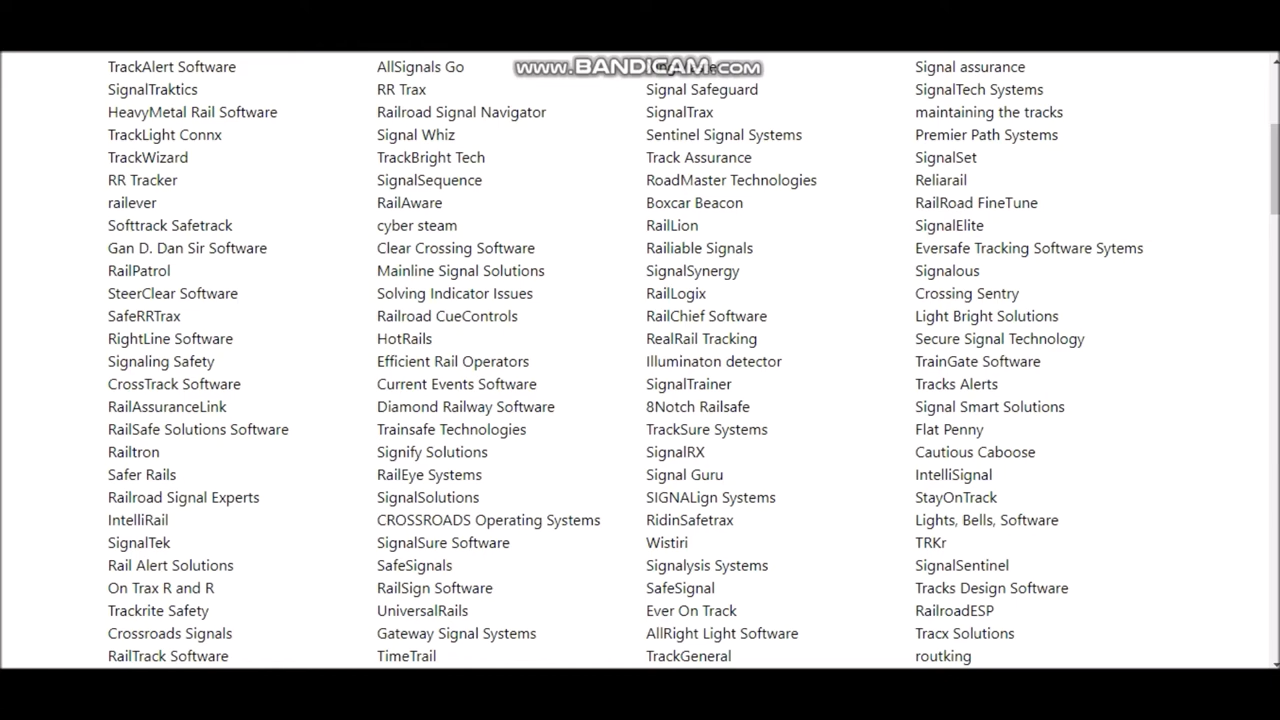 www.BANDICAM.com
TrackAlert Software AllSignals Go Signal assurance
SignalTraktics RR Trax Signal Safeguard SignalTech Systems
HeavyMetal Rail Software Railroad Signal Navigator SignalTrax maintaining the tracks
TrackLight Connx Signal Whiz Sentinel Signal Systems Premier Path Systems
TrackWizard TrackBright Tech Track Assurance SignalSet
RR Tracker SignalSequence RoadMaster Technologies Reliarail
railever RailAware Boxcar Beacon RailRoad FineTune
Softtrack Safetrack cyber steam RailLion SignalElite
Gan D. Dan Sir Software Clear Crossing Software Railiable Signals Eversafe Tracking Software Sytems
RailPatrol Mainline Signal Solutions SignalSynergy Signalous
SteerClear Software Solving Indicator Issues RailLogix Crossing Sentry
SafeRRTrax Railroad CueControls RailChief Software Light Bright Solutions
RightLine Software HotRails RealRail Tracking Secure Signal Technology
Signaling Safety Efficient Rail Operators Illuminaton detector TrainGate Software
CrossTrack Software Current Events Software SignalTrainer Tracks Alerts
RailAssuranceLink Diamond Railway Software 8Notch Railsafe Signal Smart Solutions
RailSafe Solutions Software Trainsafe Technologies TrackSure Systems Flat Penny
Railtron Signify Solutions SignalRX Cautious Caboose
Safer Rails RailEye Systems Signal Guru IntelliSignal
Railroad Signal Experts SignalSolutions SIGNALign Systems StayOnTrack
IntelliRail CROSSROADS Operating Systems RidinSafetrax Lights, Bells, Software
SignalTek SignalSure Software Wistiri TRKr
Rail Alert Solutions SafeSignals Signalysis Systems SignalSentinel
On Trax R and R RailSign Software SafeSignal Tracks Design Software
Trackrite Safety UniversalRails Ever On Track RailroadESP
Crossroads Signals Gateway Signal Systems AllRight Light Software Tracx Solutions
RailTrack Software TimeTrail TrackGeneral routking